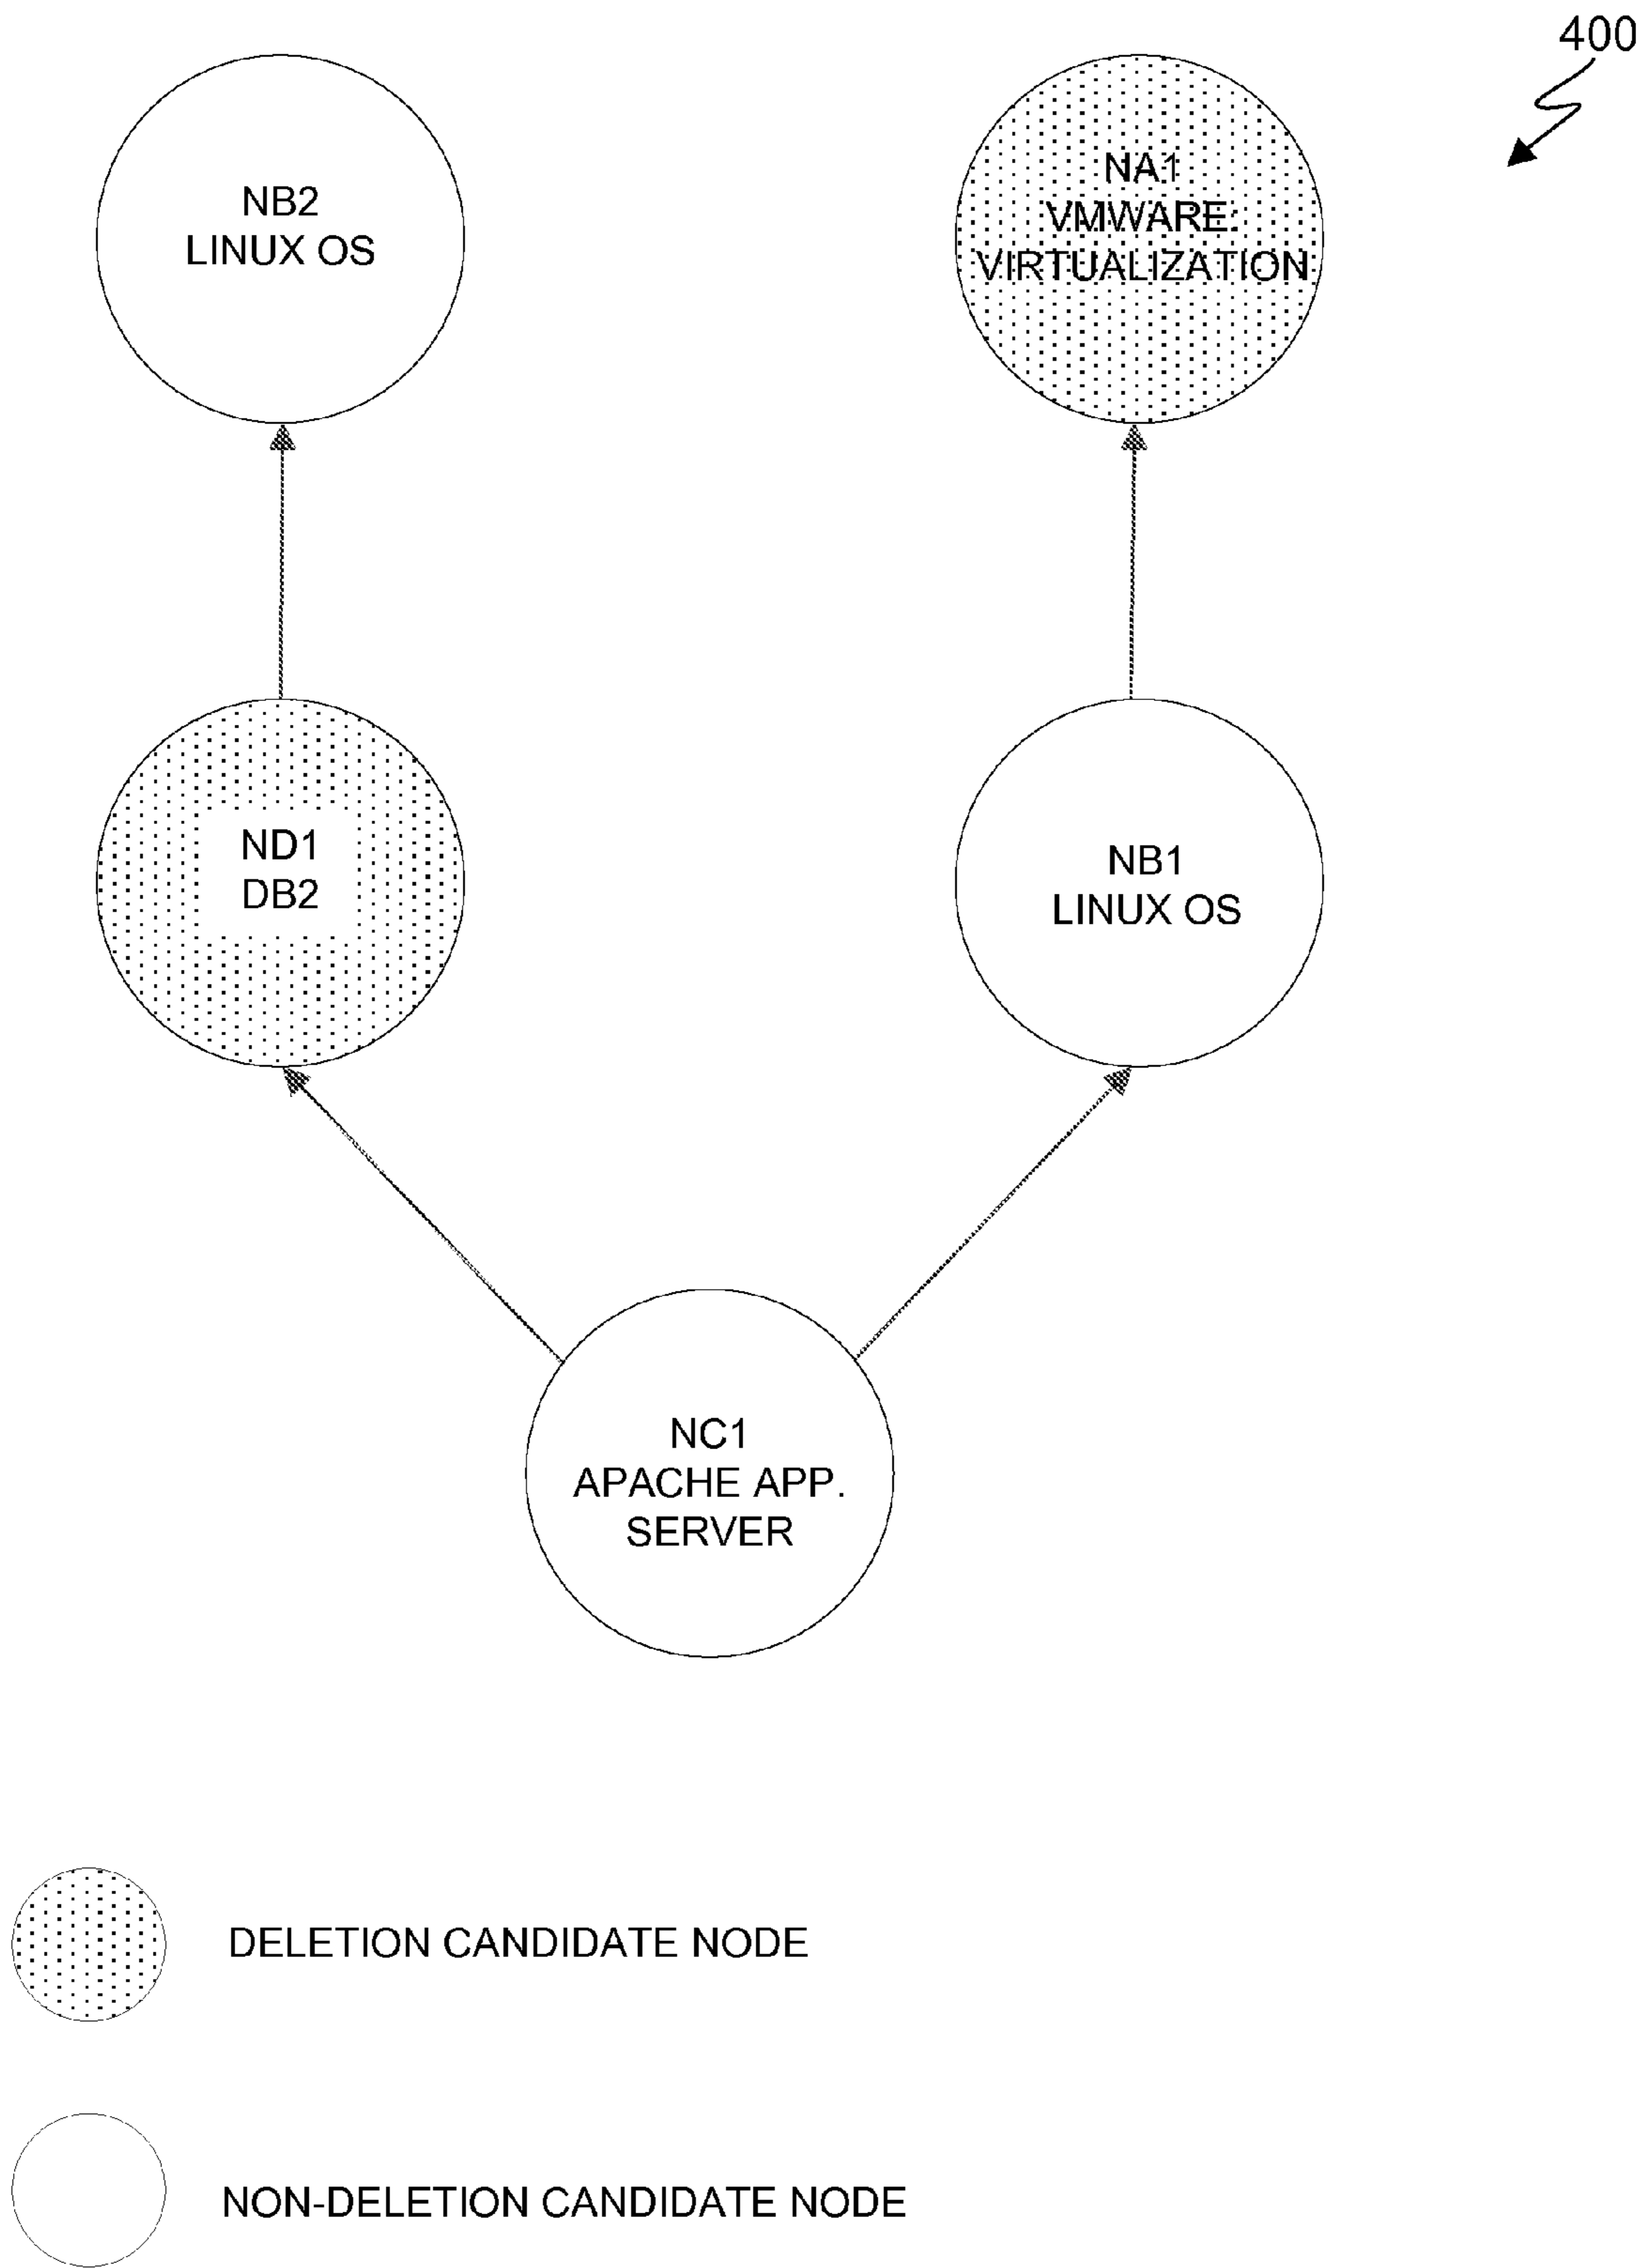 400
NB2
LINUX OS
NA1
VMWARE
VIRTUALIZATION
ND1
DB2
NB1
LINUX OS
NC1
APACHE APP.
SERVER
DELETION CANDIDATE NODE
NON-DELETION CANDIDATE NODE